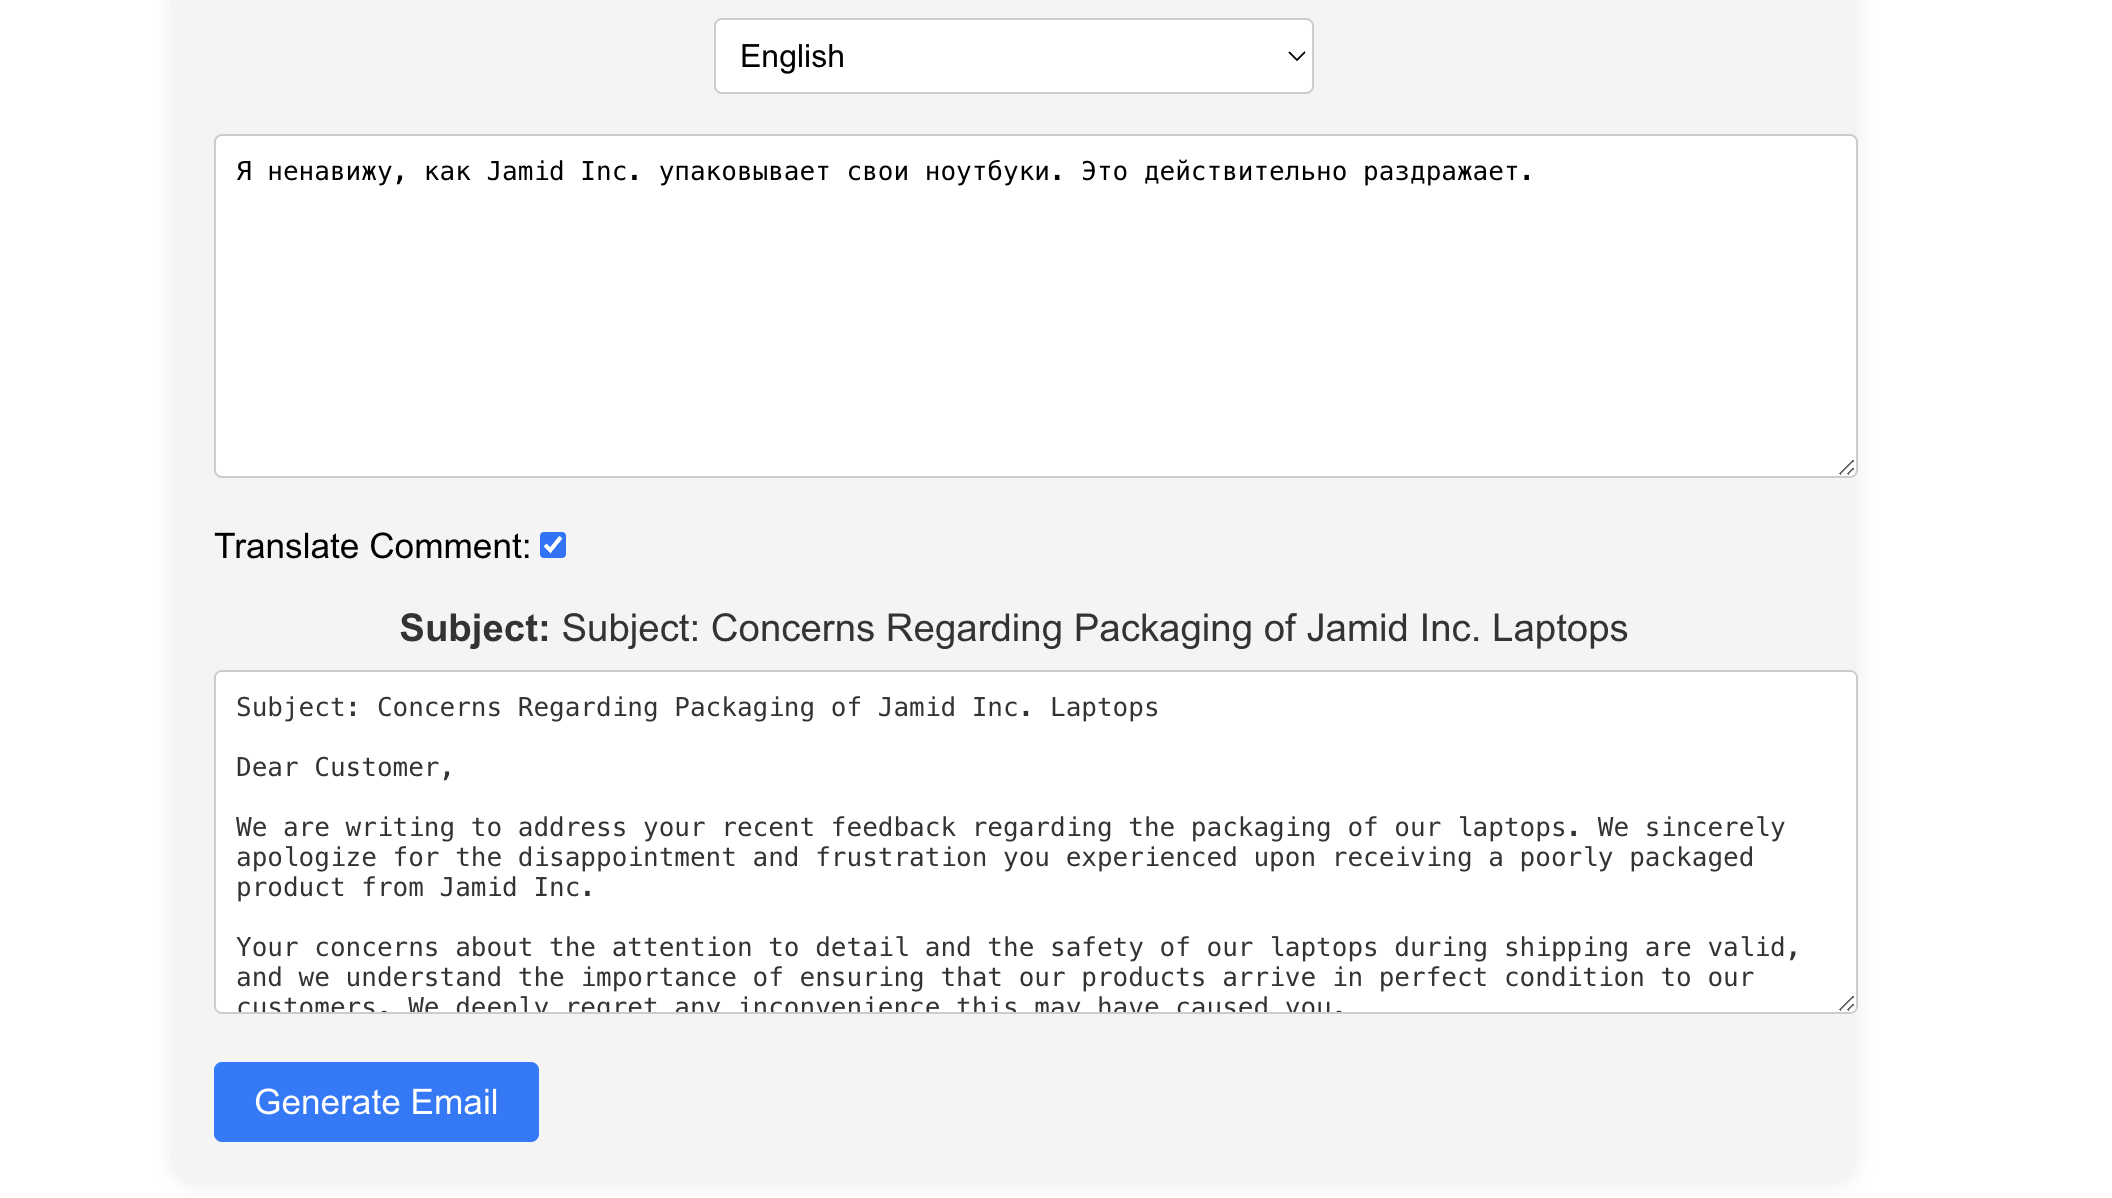 English
Я ненавижу, как Jamid Inc. упаковывает свои ноутбуки. Это действительно раздражает.
Translate Comment:
Subject: Subject: Concerns Regarding Packaging of Jamid Inc. Laptops
Subject: Concerns Regarding Packaging of Jamid Inc. Laptops
Dear Customer,
We are writing to address your recent feedback regarding the packaging of our laptops. We sincerely
apologize for the disappointment and frustration you experienced upon receiving a poorly packaged
product from Jamid Inc.
Your concerns about the attention to detail and the safety of our laptops during shipping are valid,
and we understand the importance of ensuring that our products arrive in perfect condition to our
customers. We deeply regret any inconvenience this may have caused you.
Generate Email